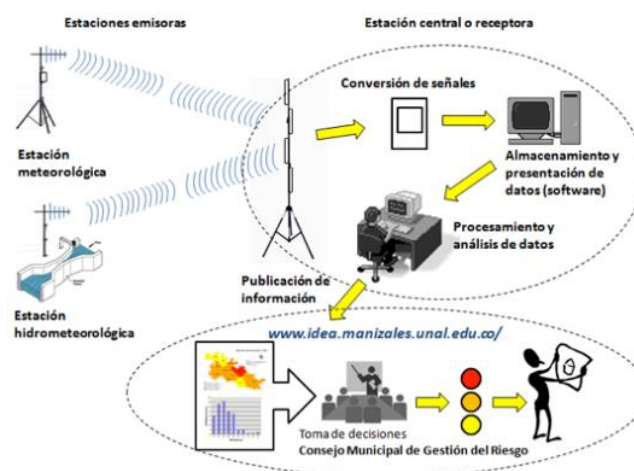 Estaciones emisoras
Estación central o receptora
Conversión de señales
Estación
meteorológica
Almacenamiento y
presentación de
datos (software)
Procesamiento y
análisis de datos
Publicación de
información
Estación
hidrometeorológica
www.idea.manizales.unal.edu.co/
Toma de decisiones
Consejo Municipal de Gestión del Riesgo